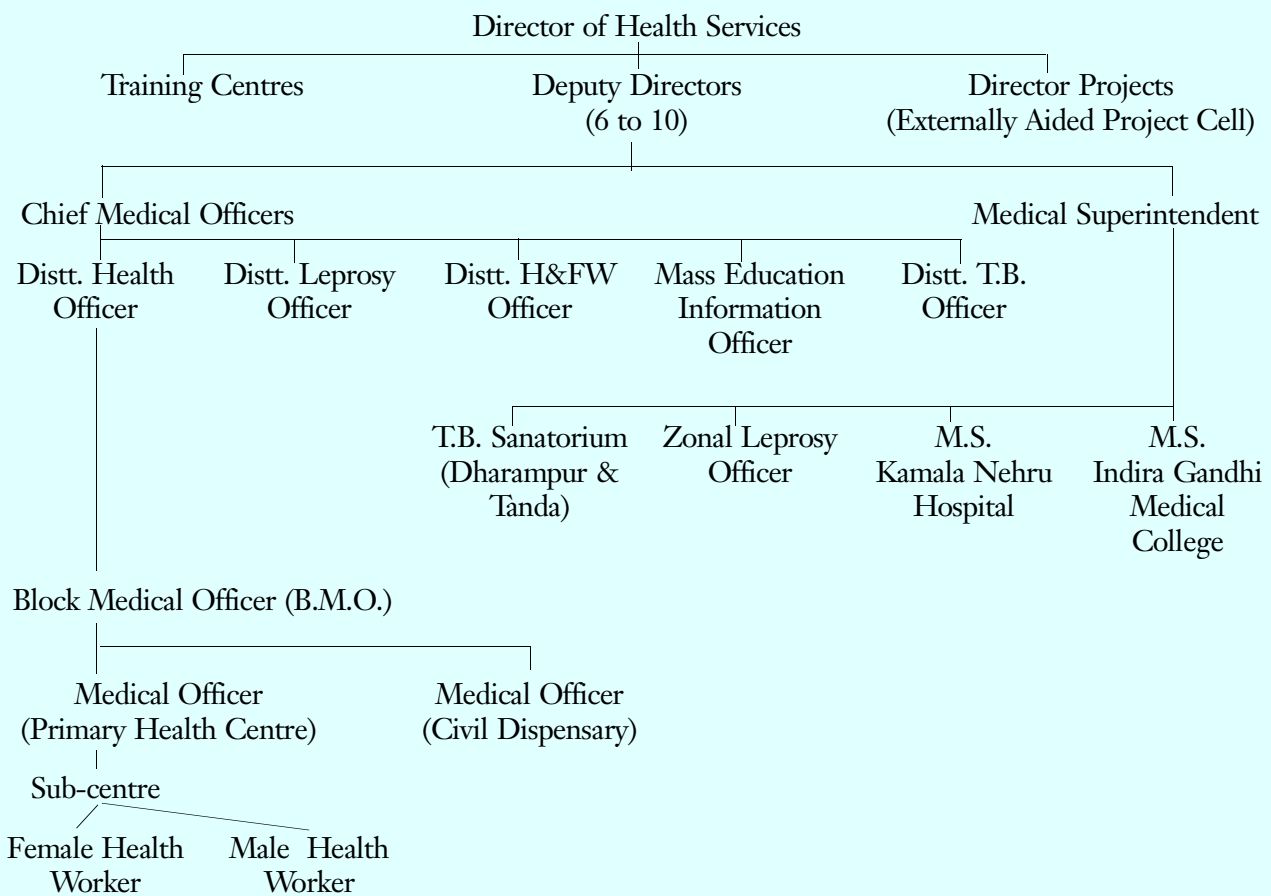 Director of Health Services
Training Centres
Deputy Directors
(6 to 10)
Director Projects
(Externally Aided Project Cell)
Chief Medical Officers
Medical Superintendent
Distt. Health
Officer
Distt. Leprosy
Officer
Distt. H&FW
Officer
Mass Education
Information
Officer
Distt. T.B.
Officer
T.B. Sanatorium
(Dharampur &
Tanda)
Zonal Leprosy
Officer
M.S.
Kamala Nehru
Hospital
M.S.
Indira Gandhi
Medical
College
Block Medical Officer (B.M.O.)
Medical Officer
(Primary Health Centre)
Medical Officer
(Civil Dispensary)
Sub-centre
Female Health
Worker
Male Health
Worker